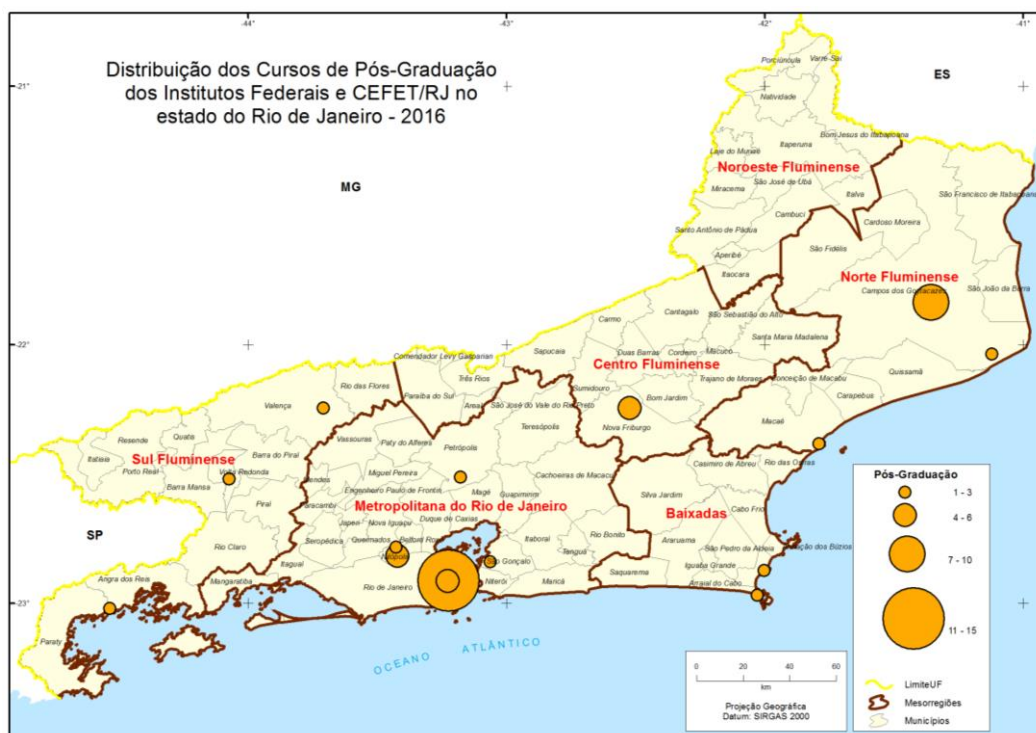 -44°
-43°
-42°
-41°
Distribuição dos Cursos de Pós-Graduação
dos Institutos Federais e CEFET/RJ no
estado do Rio de Janeiro - 2016
ES
MG
SP
-21°
-22°
-23°
Porciúncula
Varre-Sai
Natividade
Bom Jesus do Itabapoana
Itaperuna
Laje do Muriaé
Noroeste Fluminense
São José de Ubá
Miracema
Italva
São Francisco de Itabapoana
Cardoso Moreira
Cambuci
Santo Antônio de Pádua
São Fidélis
Aperibé
Itaocara
Norte Fluminense
Campos dos Goytacazes
São João da Barra
Cantagalo
Carmo
São Sebastião do Alto
Santa Maria Madalena
Sapucaia
Duas Barras
Cordeiro
Macuco
Comendador Levy Gasparian
Centro Fluminense
Quissamã
Três Rios
Sumidouro
Trajano de Moraes
Conceição de Macabu
Rio das Flores
Paraíba do Sul
Areal
São José do Vale do Rio Preto
Bom Jardim
Carapebus
Valença
Nova Friburgo
Macaé
Teresópolis
Vassouras
Paty do Alferes
Petrópolis
Resende
Quatis
Itatiaia
Sul Fluminense
Barra do Piraí
Casimiro de Abreu
Rio das Ostras
Porto Real
Volta Redonda
Miguel Pereira
Cachoeiras de Macacu
Barra Mansa
Mendes
Engenheiro Paulo de Frontin
Magé
Guapimirim
Silva Jardim
Piraí
Paracambi
Metropolitana do Rio de Janeiro
Baixadas
Cabo Frio
Japeri
Nova Iguaçu
Duque de Caxias
Seropédica
Queimados
Belford Roxo
Itaboraí
Rio Bonito
Araruama
Rio Claro
Itaguaí
Tanguá
São Pedro da Aldeia
São Gonçalo
Iguaba Grande
Angra dos Reis
Mangaratiba
Rio de Janeiro
Niterói
Maricá
Saquarema
Arraial do Cabo
Paraty
OCEANO ATLÂNTICO
0 10 20 40 60
km
Projeção Geográfica
Datum: SIRGAS 2000
Pós-Graduação
1 - 3
4 - 6
7 - 10
11 - 15
LimiteUF
Mesorregiões
Municípios